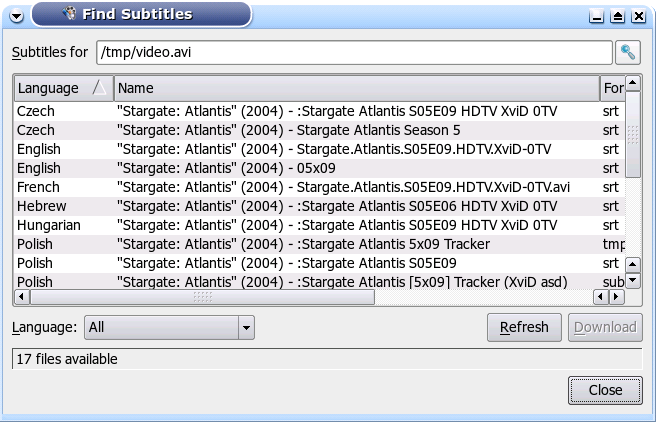 Find Subtitles
Subtitles for /tmp/video.avi
Language Name For
Czech "Stargate: Atlantis" (2004) - :Stargate Atlantis S05E09 HDTV XviD 0TV srt
Czech "Stargate: Atlantis" (2004) - Stargate Atlantis Season 5 srt
English "Stargate: Atlantis" (2004) - Stargate.Atlantis.S05E09.HDTV.XviD-0TV srt
English "Stargate: Atlantis" (2004) - 05x09 srt
French "Stargate: Atlantis" (2004) - Stargate.Atlantis.S05E09.HDTV.XviD-0TV.avi srt
Hebrew "Stargate: Atlantis" (2004) - :Stargate Atlantis S05E06 HDTV XviD 0TV srt
Hungarian "Stargate: Atlantis" (2004) - :Stargate Atlantis S05E09 HDTV XviD 0TV srt
Polish "Stargate: Atlantis" (2004) - :Stargate Atlantis 5x09 Tracker tmp
Polish "Stargate: Atlantis" (2004) - :Stargate Atlantis S05E09 srt
Polish "Stargate: Atlantis" (2004) - :Stargate Atlantis [5x09] Tracker (XviD asd) sub
Language: All Refresh Download
17 files available
Close